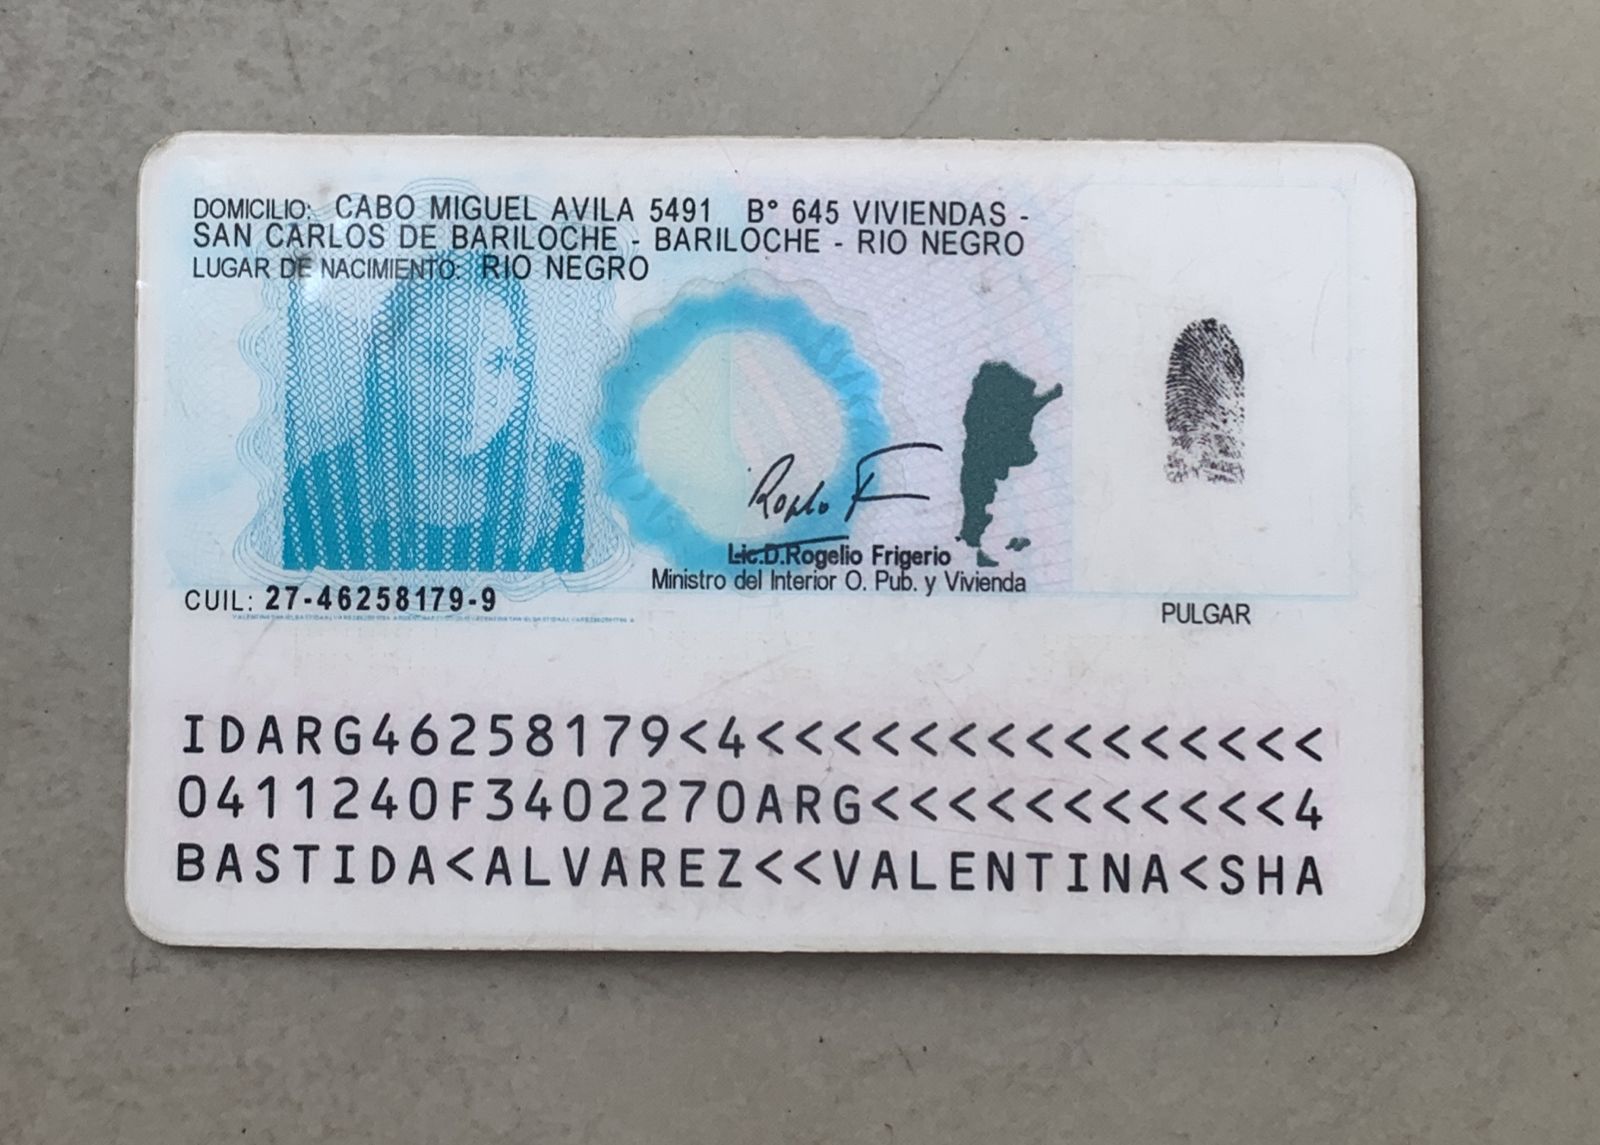 DOMICILIO: CABO MIGUEL AVILA 5491 B° 645 VIVIENDAS -
SAN CARLOS DE BARILOCHE - BARILOCHE - RIO NEGRO
LUGAR DE NACIMIENTO: RIO NEGRO
Lic.D.Rogelio Frigerio
Ministro del Interior O. Pub. y Vivienda
CUIL: 27-46258179-9
PULGAR
IDARG46258179<4<<<<<<<<<<<<<<<
0411240F3402270ARG<<<<<<<<<<<4
BASTIDA<ALVAREZ<<VALENTINA<SHA